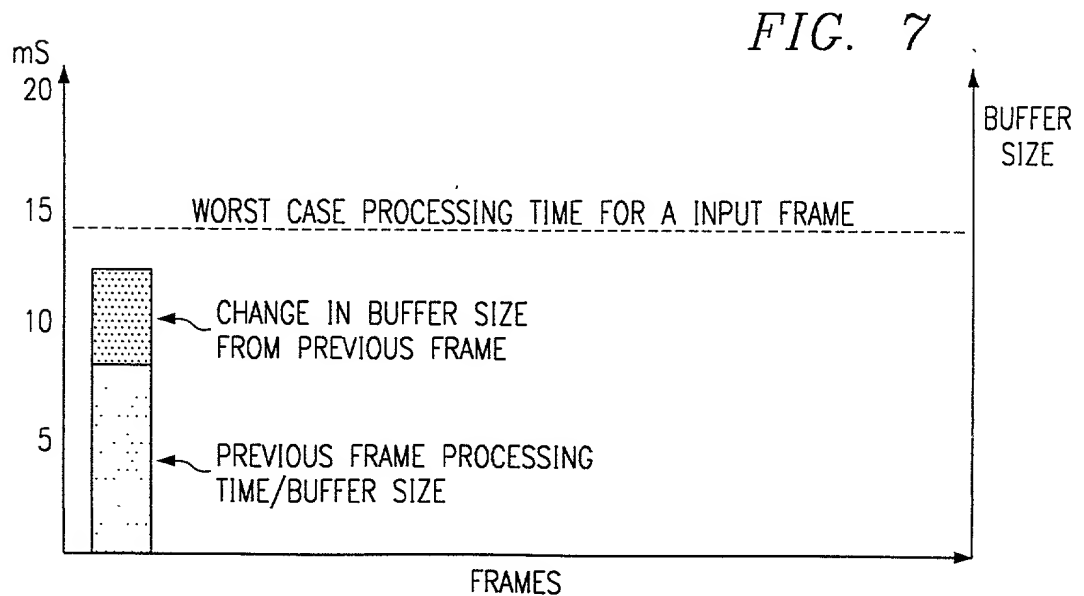 FIG. 7
mS
20
BUFFER
SIZE
15
WORST CASE PROCESSING TIME FOR A INPUT FRAME
10
CHANGE IN BUFFER SIZE
FROM PREVIOUS FRAME
5
PREVIOUS FRAME PROCESSING
TIME/BUFFER SIZE
FRAMES